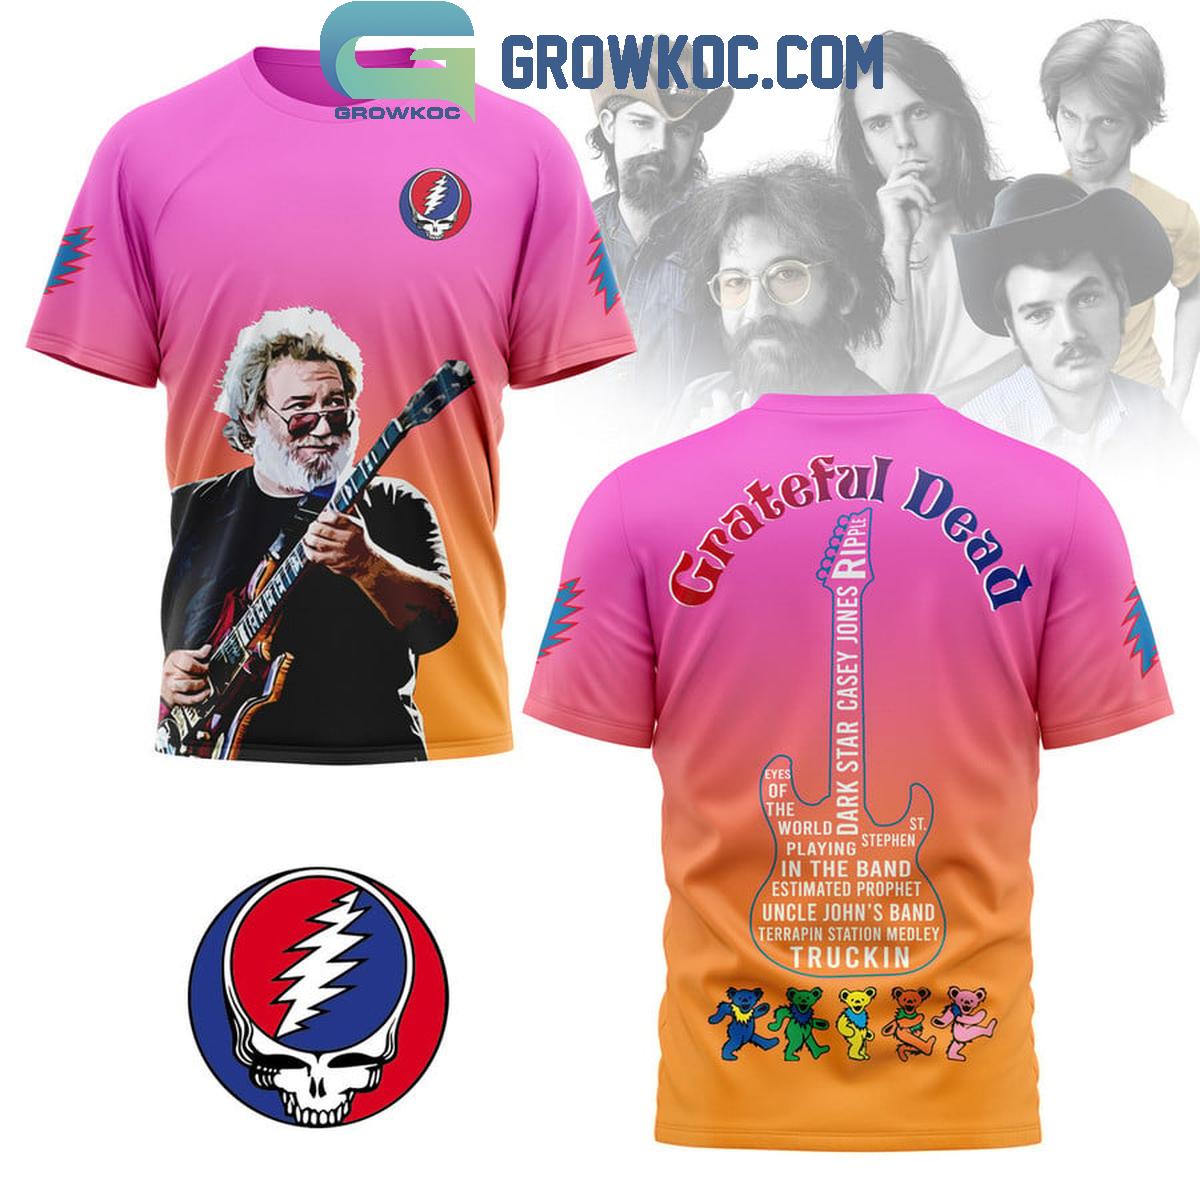 GROWKOC.COM
GROWKOC
Grateful Dead
RIPPLE
CASEY JONES
DARK STAR
EYES
OF
THE
WORLD
ST.
STEPHEN
PLAYING
IN THE BAND
ESTIMATED PROPHET
UNCLE JOHN'S BAND
TERRAPIN STATION MEDLEY
TRUCKIN